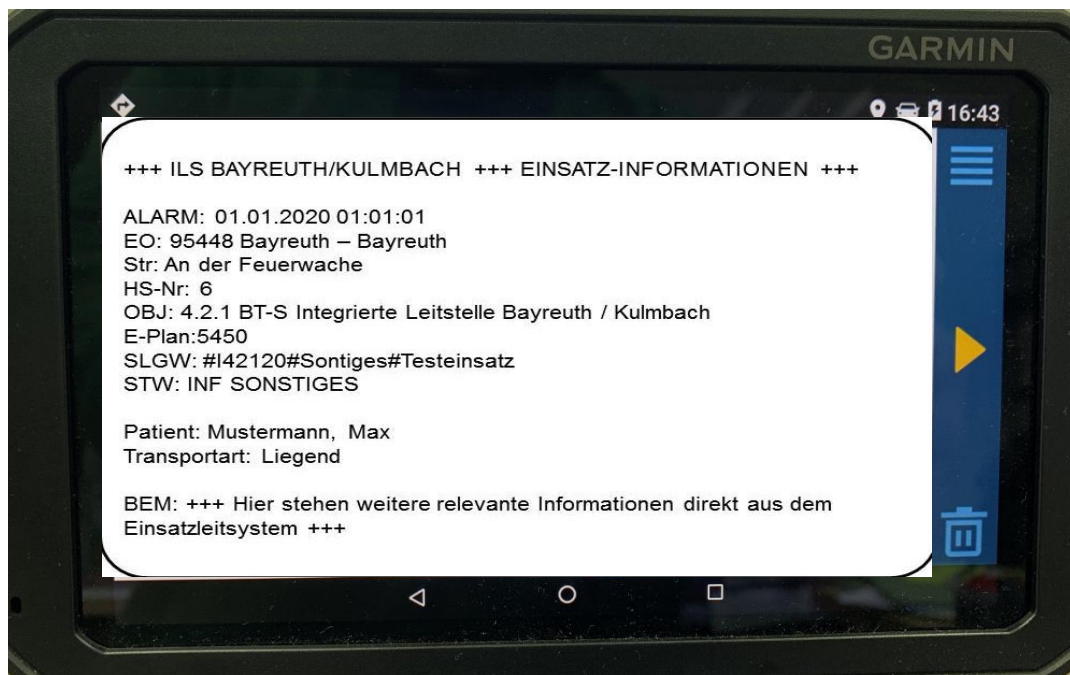 GARMIN
16:43
+++ ILS BAYREUTH/KULMBACH +++ EINSATZ-INFORMATIONEN +++
ALARM: 01.01.2020 01:01:01
EO: 95448 Bayreuth – Bayreuth
Str: An der Feuerwache
HS-Nr: 6
OBJ: 4.2.1 BT-S Integrierte Leitstelle Bayreuth / Kulmbach
E-Plan:5450
SLGW: #I42120#Sontiges#Testeinsatz
STW: INF SONSTIGES
Patient: Mustermann, Max
Transportart: Liegend
BEM: +++ Hier stehen weitere relevante Informationen direkt aus dem
Einsatzleitsystem +++